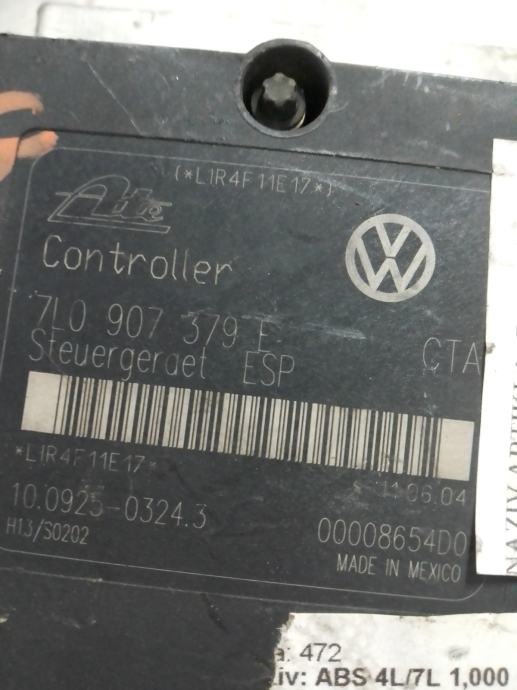 (*L1R4F11E17*)
Ate
Controller
7L0 907 379 E
Steuergeraet ESP
CTA
*L1R4F11E17*
11.06.04
10.0925-0324.3
00008654D0
H13/S0202
MADE IN MEXICO
a: 472
iv: ABS 4L/7L 1,000